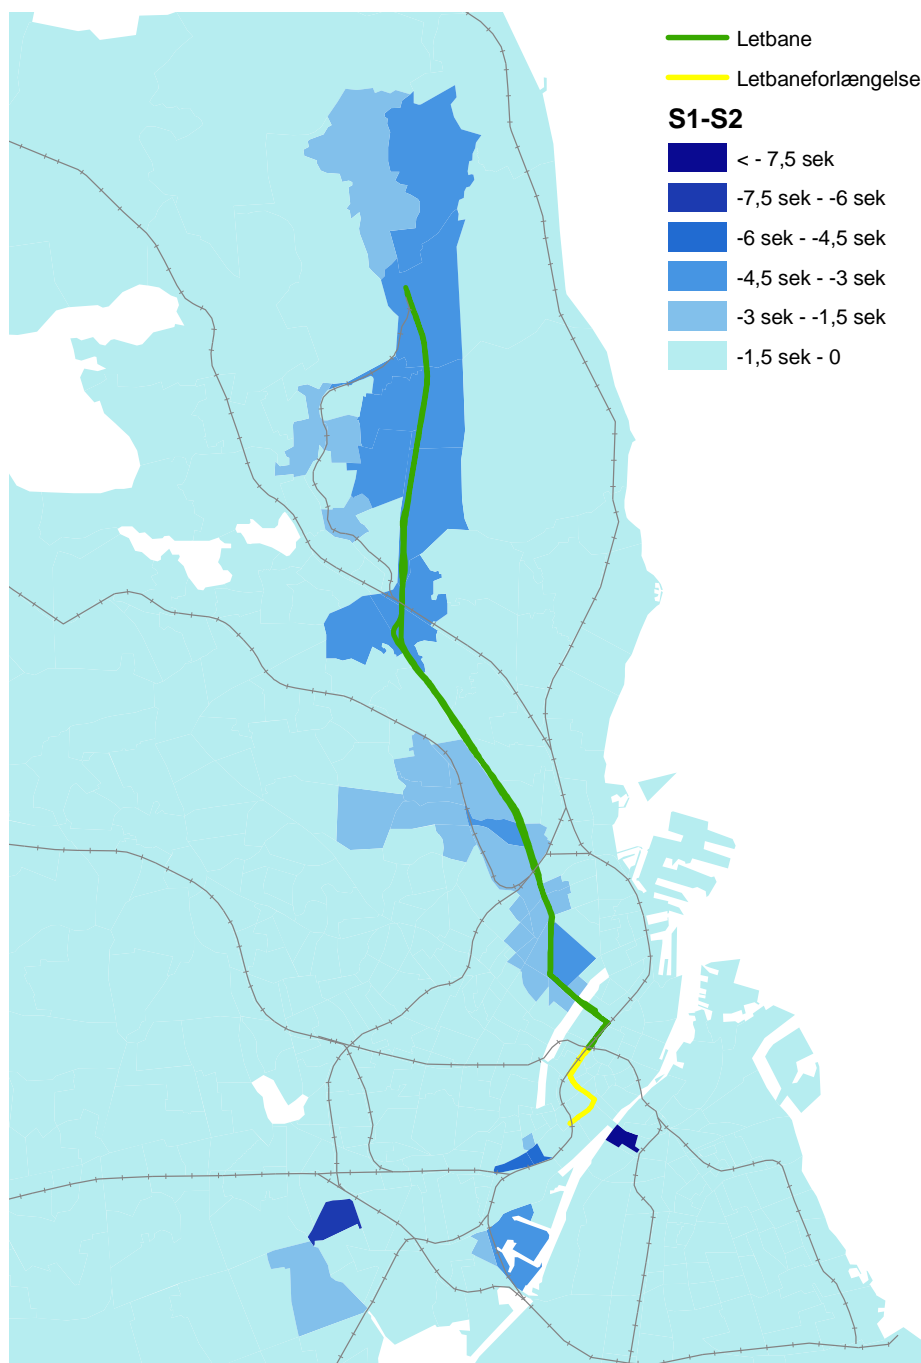 Letbane
Letbaneforlængelse
S1-S2
< - 7,5 sek
-7,5 sek - -6 sek
-6 sek - -4,5 sek
-4,5 sek - -3 sek
-3 sek - -1,5 sek
-1,5 sek - 0